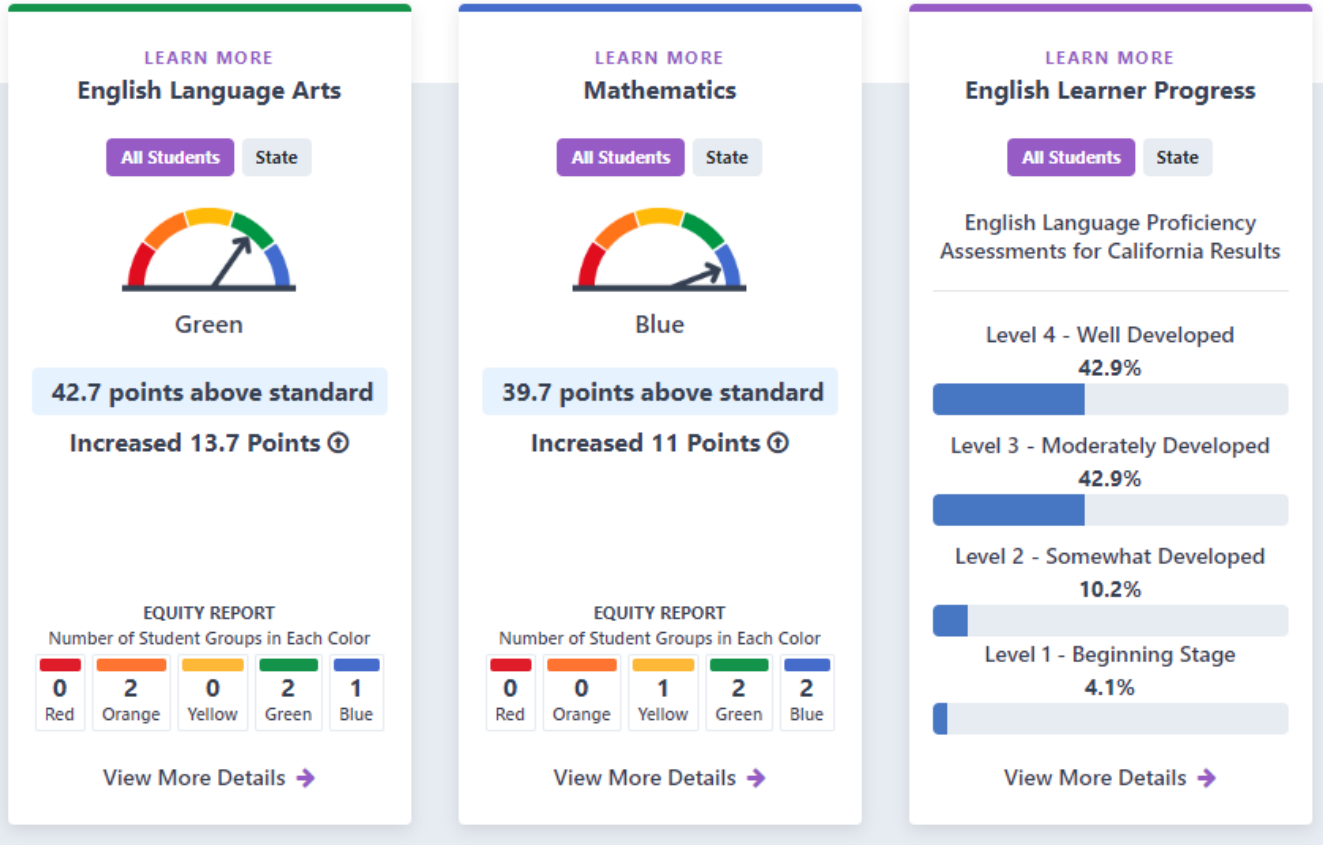 LEARN MORE
English Language Arts
All Students State
Green
42.7 points above standard
Increased 13.7 Points
EQUITY REPORT
Number of Student Groups in Each Color
0 2 0 2 1
Red Orange Yellow Green Blue
View More Details
LEARN MORE
Mathematics
All Students State
Blue
39.7 points above standard
Increased 11 Points
EQUITY REPORT
Number of Student Groups in Each Color
0 0 1 2 2
Red Orange Yellow Green Blue
View More Details
LEARN MORE
English Learner Progress
All Students State
English Language Proficiency
Assessments for California Results
Level 4 - Well Developed
42.9%
Level 3 - Moderately Developed
42.9%
Level 2 - Somewhat Developed
10.2%
Level 1 - Beginning Stage
4.1%
View More Details